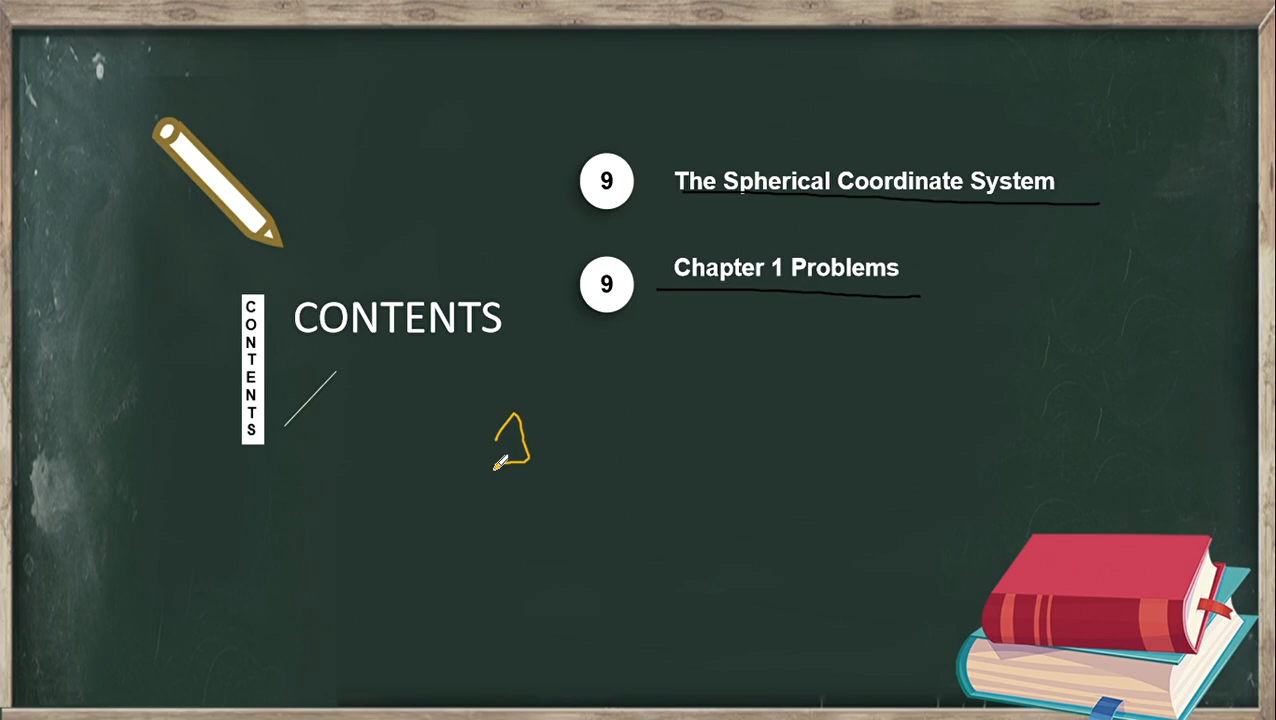 9 The Spherical Coordinate System
9 Chapter 1 Problems
CONTENTS
CONTENTS